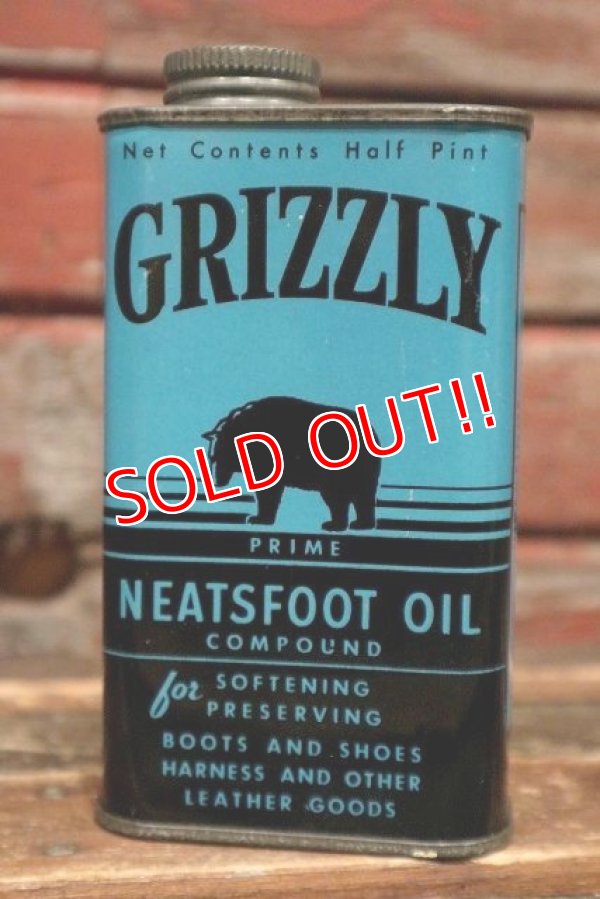 Net Contents Half Pint
GRIZZLY
SOLD OUT!!
PRIME
NEATSFOOT OIL
COMPOUND
for SOFTENING
PRESERVING
BOOTS AND SHOES
HARNESS AND OTHER
LEATHER GOODS